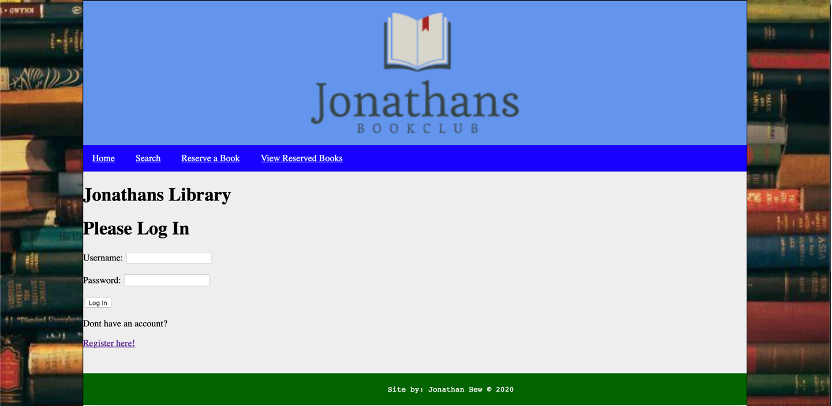 Jonathans
BOOKCLUB
Home Search Reserve a Book View Reserved Books
Jonathans Library
Please Log In
Username:
Password:
Log In
Dont have an account?
Register here!
Site by: Jonathan Hew © 2020